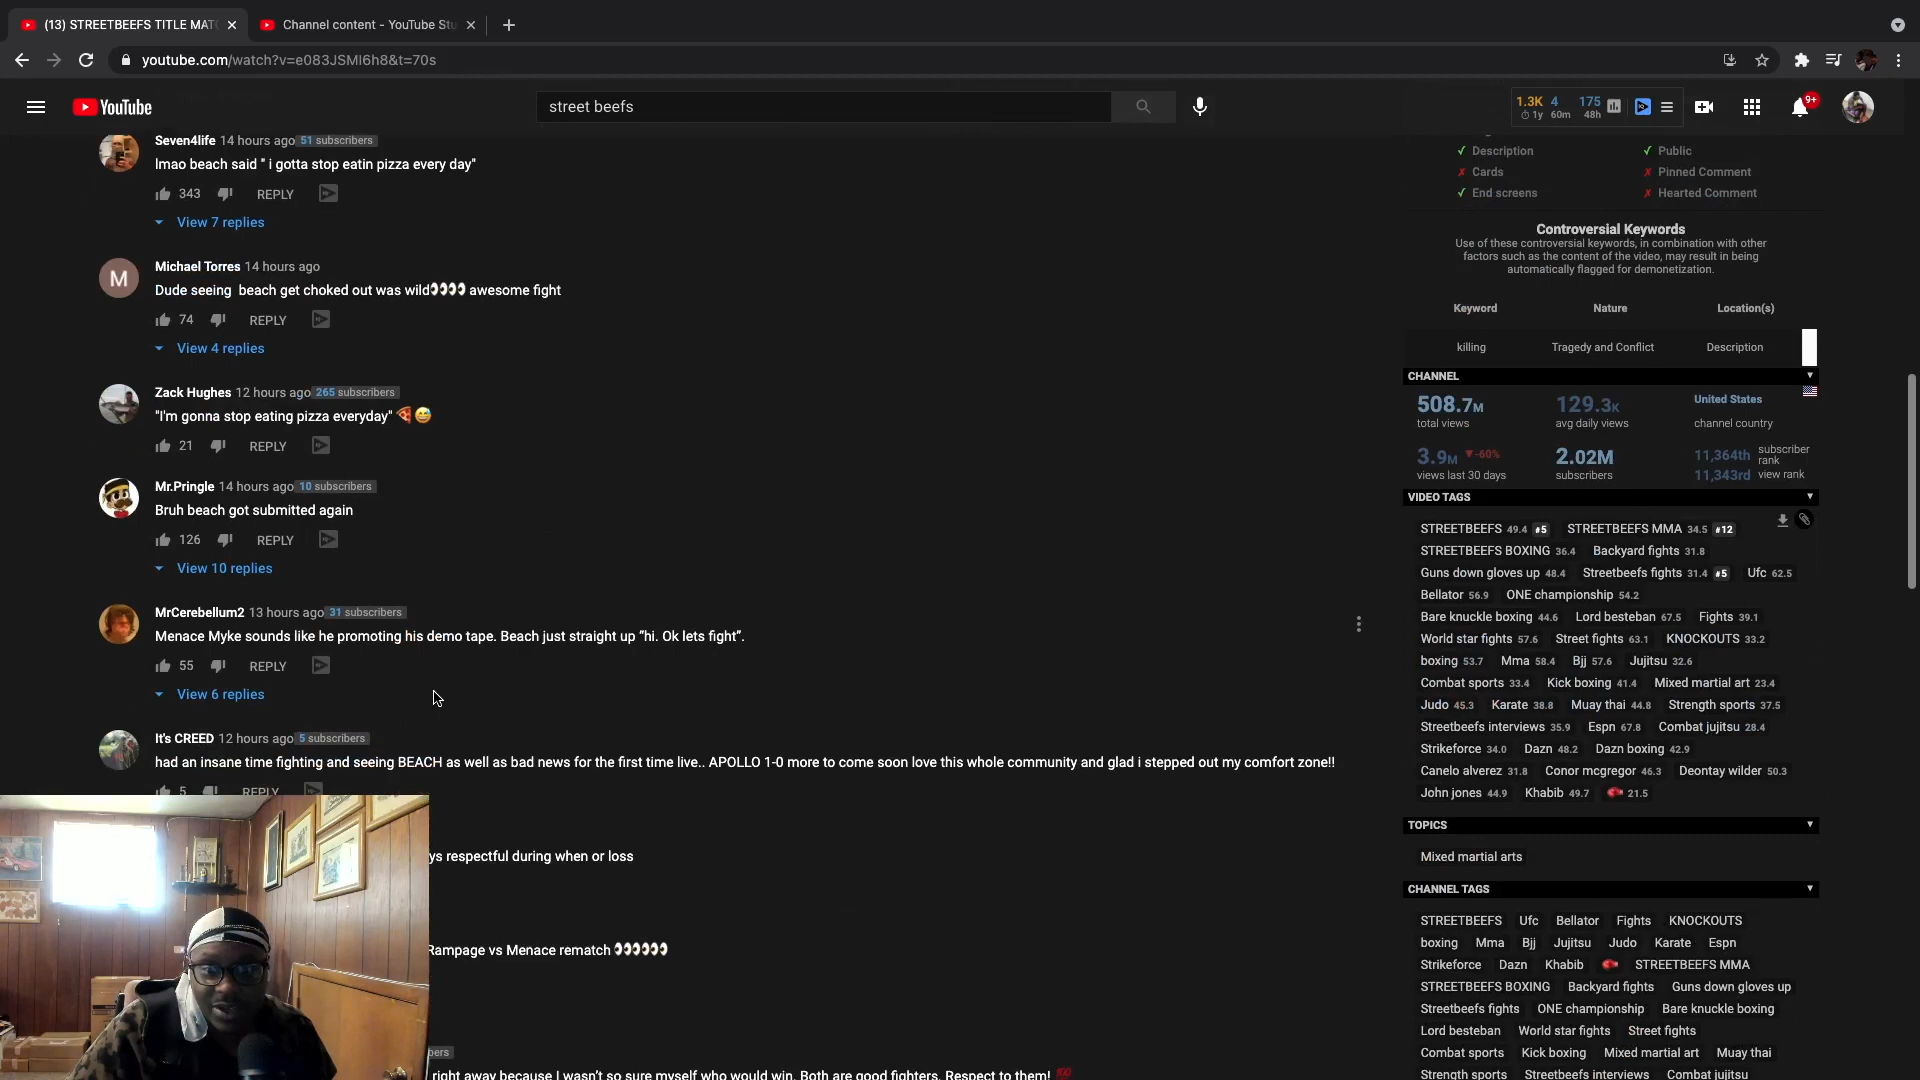 (13) STREETBEEFS TITLE MAT
Channel content - YouTube Stu
youtube.com/watch?v=e083JSMl6h8&t=70s
YouTube
street beefs
1.3K 4 175
1y 60m 48h
9+
Seven4life 14 hours ago 51 subscribers
lmao beach said " i gotta stop eatin pizza every day"
343 REPLY
View 7 replies
M
Michael Torres 14 hours ago
Dude seeing beach get choked out was wild👀👀 awesome fight
74 REPLY
View 4 replies
Zack Hughes 12 hours ago 265 subscribers
"I'm gonna stop eating pizza everyday" 🍕😅
21 REPLY
Mr.Pringle 14 hours ago 10 subscribers
Bruh beach got submitted again
126 REPLY
View 10 replies
MrCerebellum2 13 hours ago 31 subscribers
Menace Myke sounds like he promoting his demo tape. Beach just straight up “hi. Ok lets fight”.
55 REPLY
View 6 replies
It's CREED 12 hours ago 5 subscribers
had an insane time fighting and seeing BEACH as well as bad news for the first time live.. APOLLO 1-0 more to come soon love this whole community and glad i stepped out my comfort zone!!
5 REPLY
ys respectful during when or loss
Rampage vs Menace rematch 👀👀👀
bers
right away because I wasn't so sure myself who would win. Both are good fighters. Respect to them! 💯
✓ Description ✓ Public
✗ Cards ✗ Pinned Comment
✓ End screens ✗ Hearted Comment
Controversial Keywords
Use of these controversial keywords, in combination with other
factors such as the content of the video, may result in being
automatically flagged for demonetization.
Keyword Nature Location(s)
killing Tragedy and Conflict Description
CHANNEL
508.7M 129.3K United States
total views avg daily views channel country
3.9M ▼-60% 2.02M 11,364th subscriber rank
views last 30 days subscribers 11,343rd view rank
VIDEO TAGS
STREETBEEFS 49.4 #5 STREETBEEFS MMA 34.5 #12
STREETBEEFS BOXING 36.4 Backyard fights 31.8
Guns down gloves up 48.4 Streetbeefs fights 31.4 #5 Ufc 62.5
Bellator 56.9 ONE championship 54.2
Bare knuckle boxing 44.6 Lord besteban 67.5 Fights 39.1
World star fights 57.6 Street fights 63.1 KNOCKOUTS 33.2
boxing 53.7 Mma 58.4 Bjj 57.6 Jujitsu 32.6
Combat sports 33.4 Kick boxing 41.4 Mixed martial art 23.4
Judo 45.3 Karate 38.8 Muay thai 44.8 Strength sports 37.5
Streetbeefs interviews 35.9 Espn 67.8 Combat jujitsu 28.4
Strikeforce 34.0 Dazn 48.2 Dazn boxing 42.9
Canelo alverez 31.8 Conor mcgregor 46.3 Deontay wilder 50.3
John jones 44.9 Khabib 49.7 🥊 21.5
TOPICS
Mixed martial arts
CHANNEL TAGS
STREETBEEFS Ufc Bellator Fights KNOCKOUTS
boxing Mma Bjj Jujitsu Judo Karate Espn
Strikeforce Dazn Khabib 🥊 STREETBEEFS MMA
STREETBEEFS BOXING Backyard fights Guns down gloves up
Streetbeefs fights ONE championship Bare knuckle boxing
Lord besteban World star fights Street fights
Combat sports Kick boxing Mixed martial art Muay thai
Strength sports Streetbeefs interviews Combat jujitsu